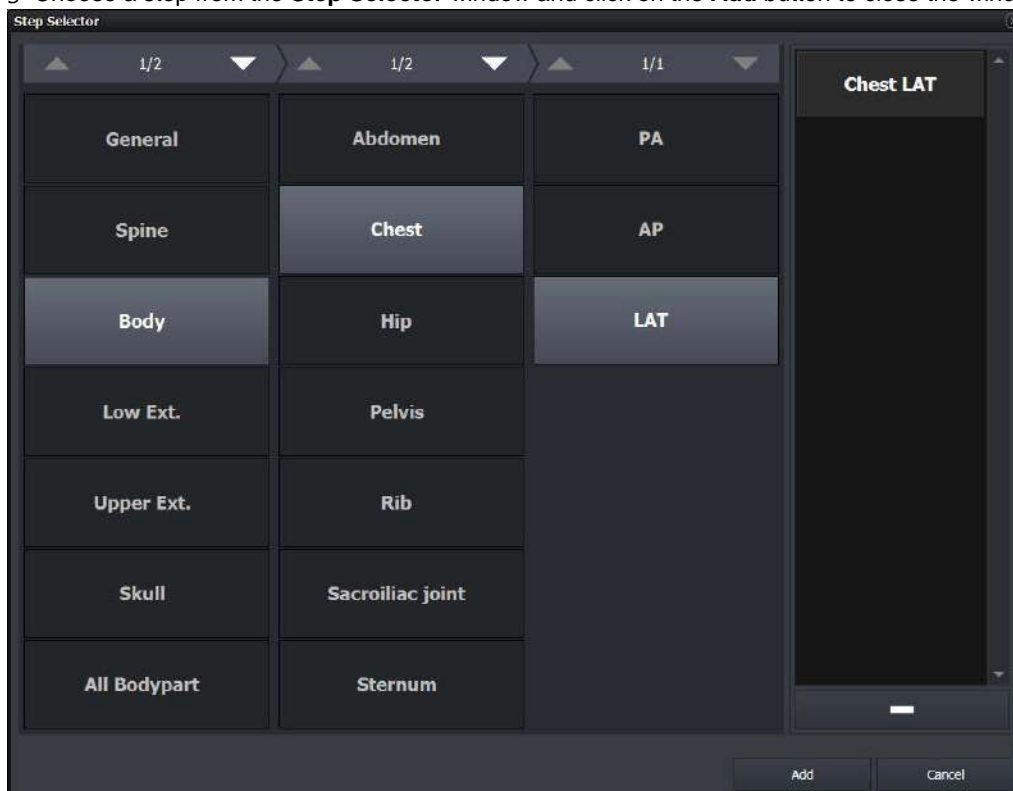 Step Selector
1/2
1/2
1/1
General
Abdomen
PA
Spine
Chest
AP
Body
Hip
LAT
Low Ext.
Pelvis
Upper Ext.
Rib
Skull
Sacroiliac joint
All Bodypart
Sternum
Chest LAT
Add
Cancel